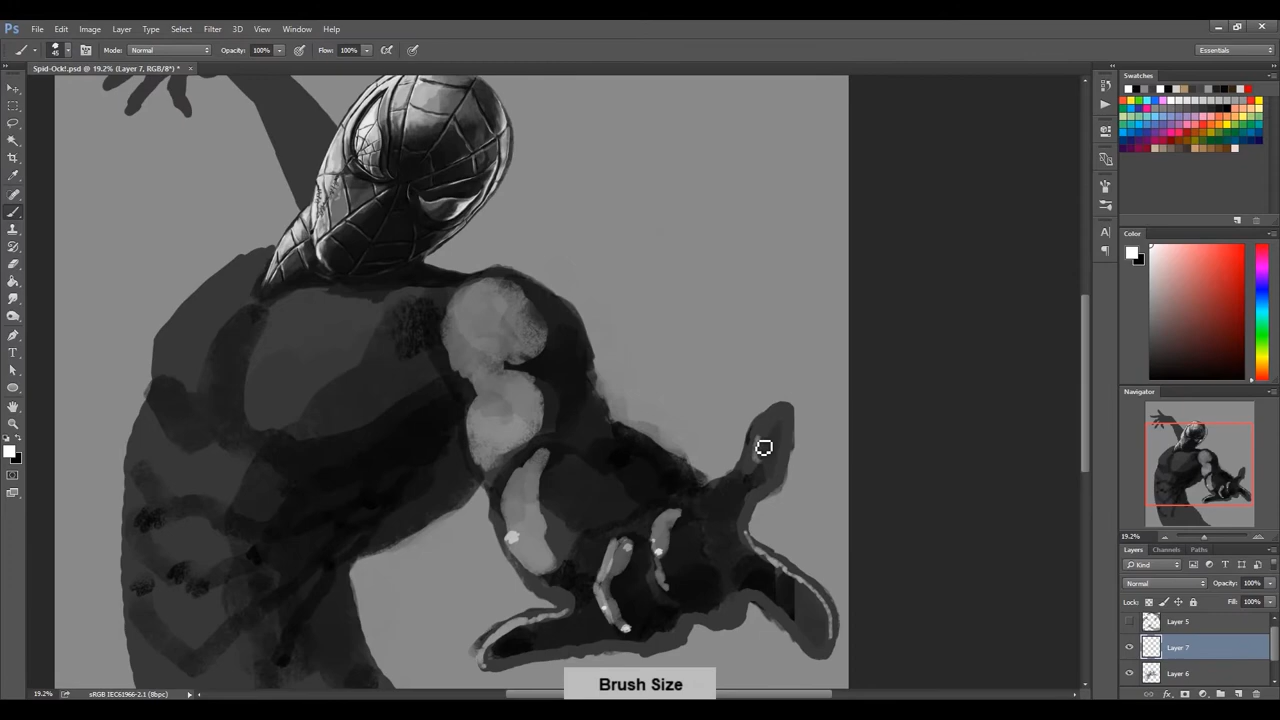 Ps File Edit Image Layer Type Select Filter 3D View Window Help
45 Mode: Normal Opacity: 100% Flow: 100% Essentials
Spid-Ock!.psd @ 19.2% (Layer 7, RGB/8*) * ×
Swatches
Color
Navigator
19.2%
Layers Channels Paths
Kind
Normal Opacity: 100%
Lock: Fill: 100%
Layer 5
Layer 7
Layer 6
19.2% sRGB IEC61966-2.1 (8bpc)
Brush Size